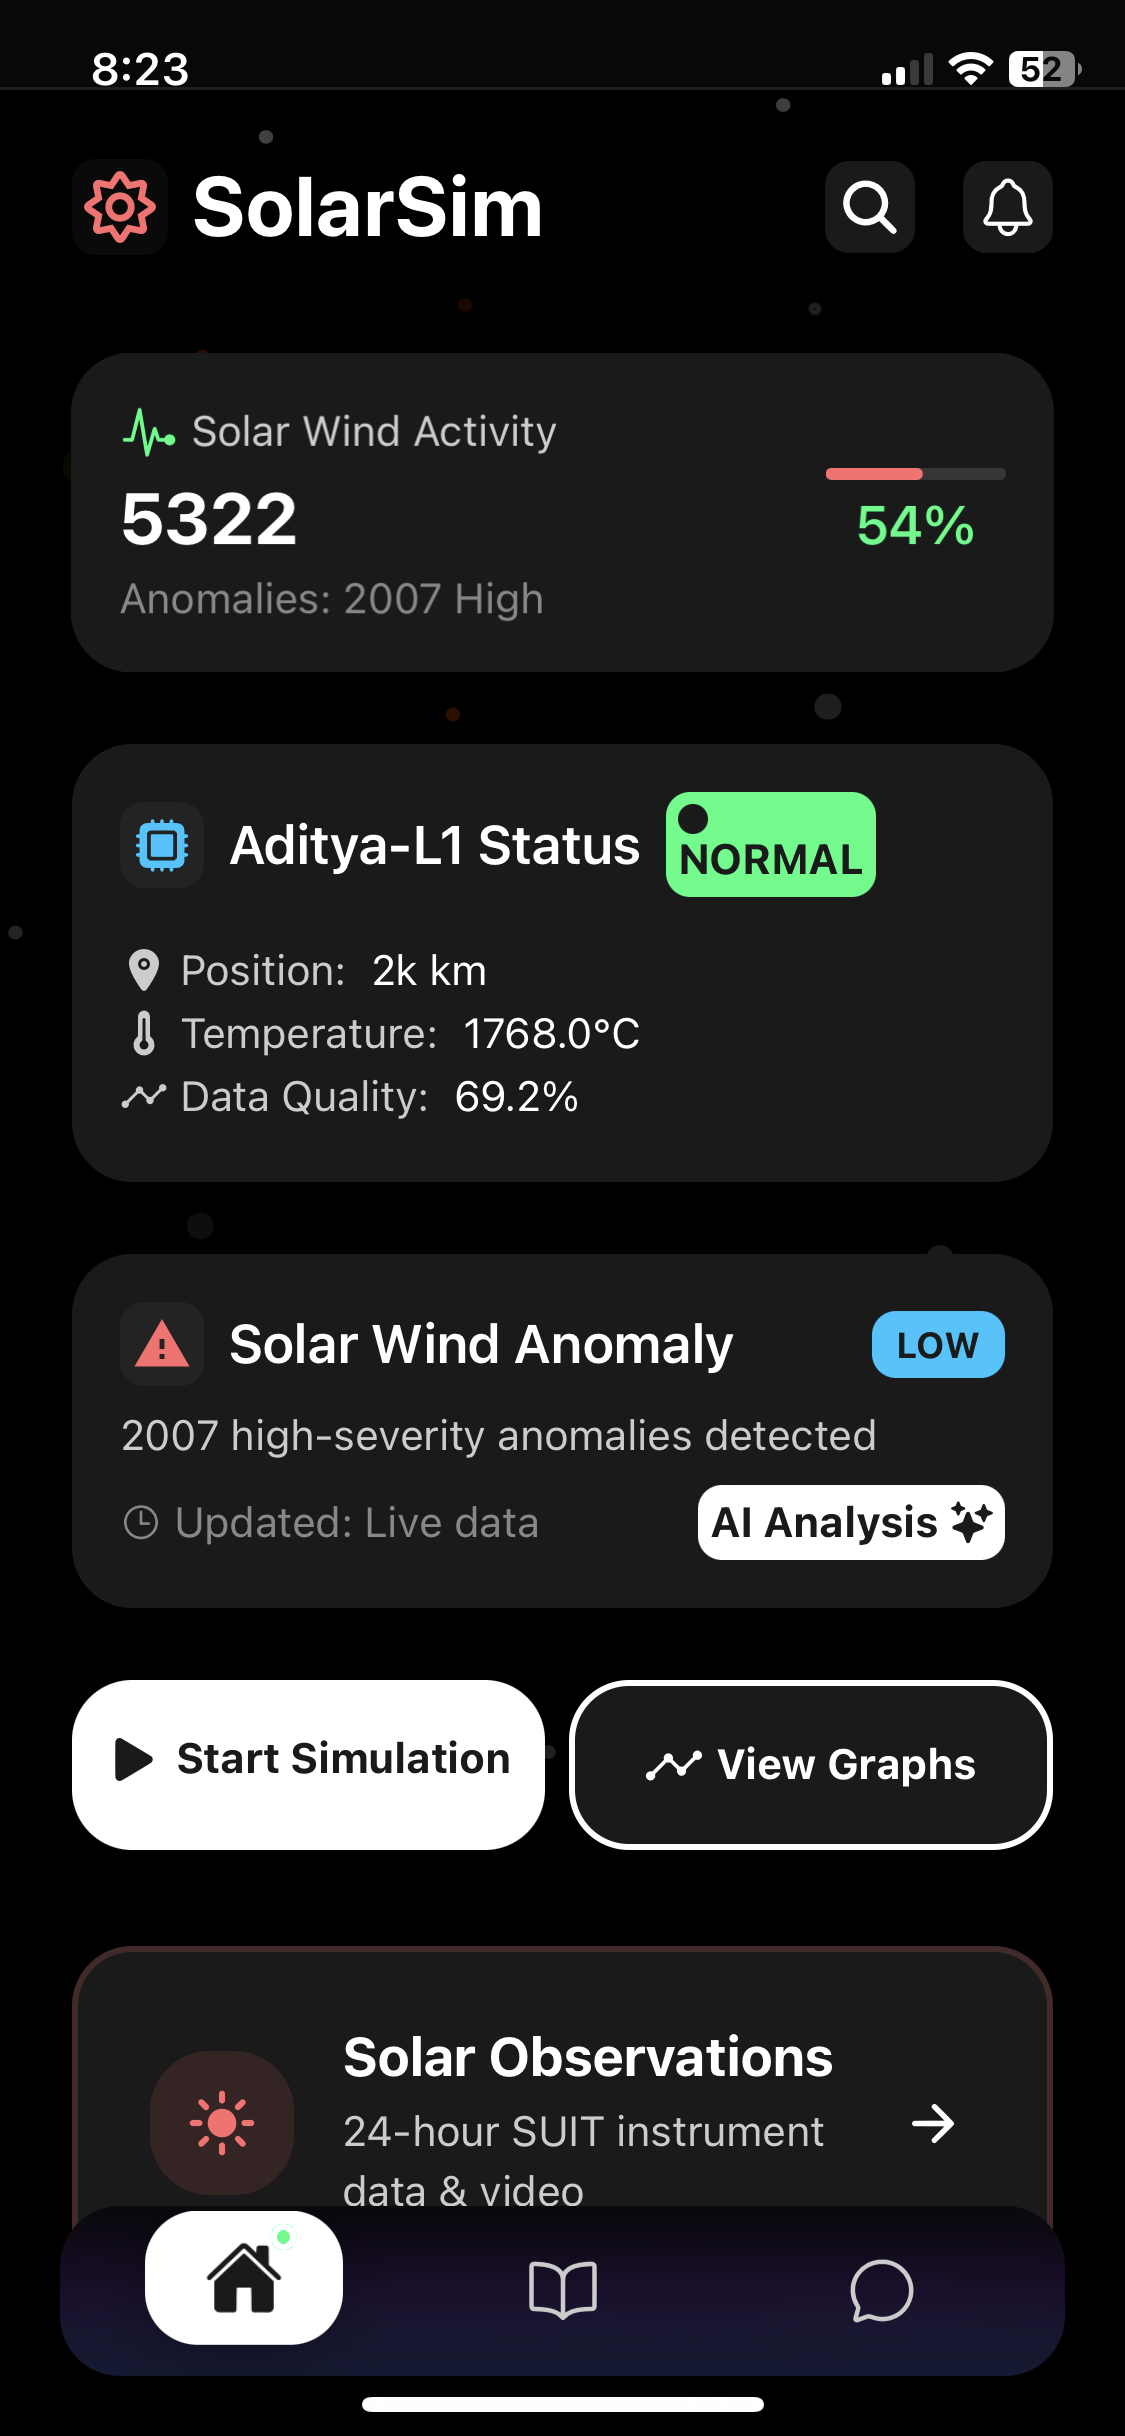 8:23
52
SolarSim
Solar Wind Activity
5322
54%
Anomalies: 2007 High
Aditya-L1 Status
NORMAL
Position: 2k km
Temperature: 1768.0°C
Data Quality: 69.2%
Solar Wind Anomaly
LOW
2007 high-severity anomalies detected
Updated: Live data
AI Analysis
Start Simulation
View Graphs
Solar Observations
24-hour SUIT instrument
data & video